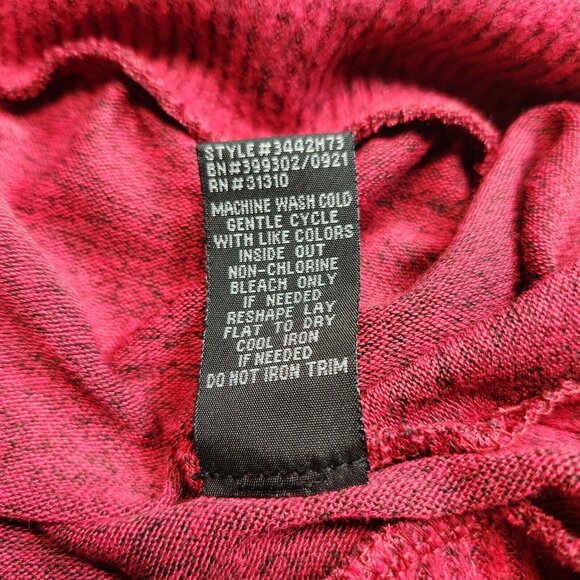 STYLE#3442H73
BN#399302/0921
RN#31310
MACHINE WASH COLD
GENTLE CYCLE
WITH LIKE COLORS
INSIDE OUT
NON-CHLORINE
BLEACH ONLY
IF NEEDED
RESHAPE LAY
FLAT TO DRY
COOL IRON
IF NEEDED
DO NOT IRON TRIM